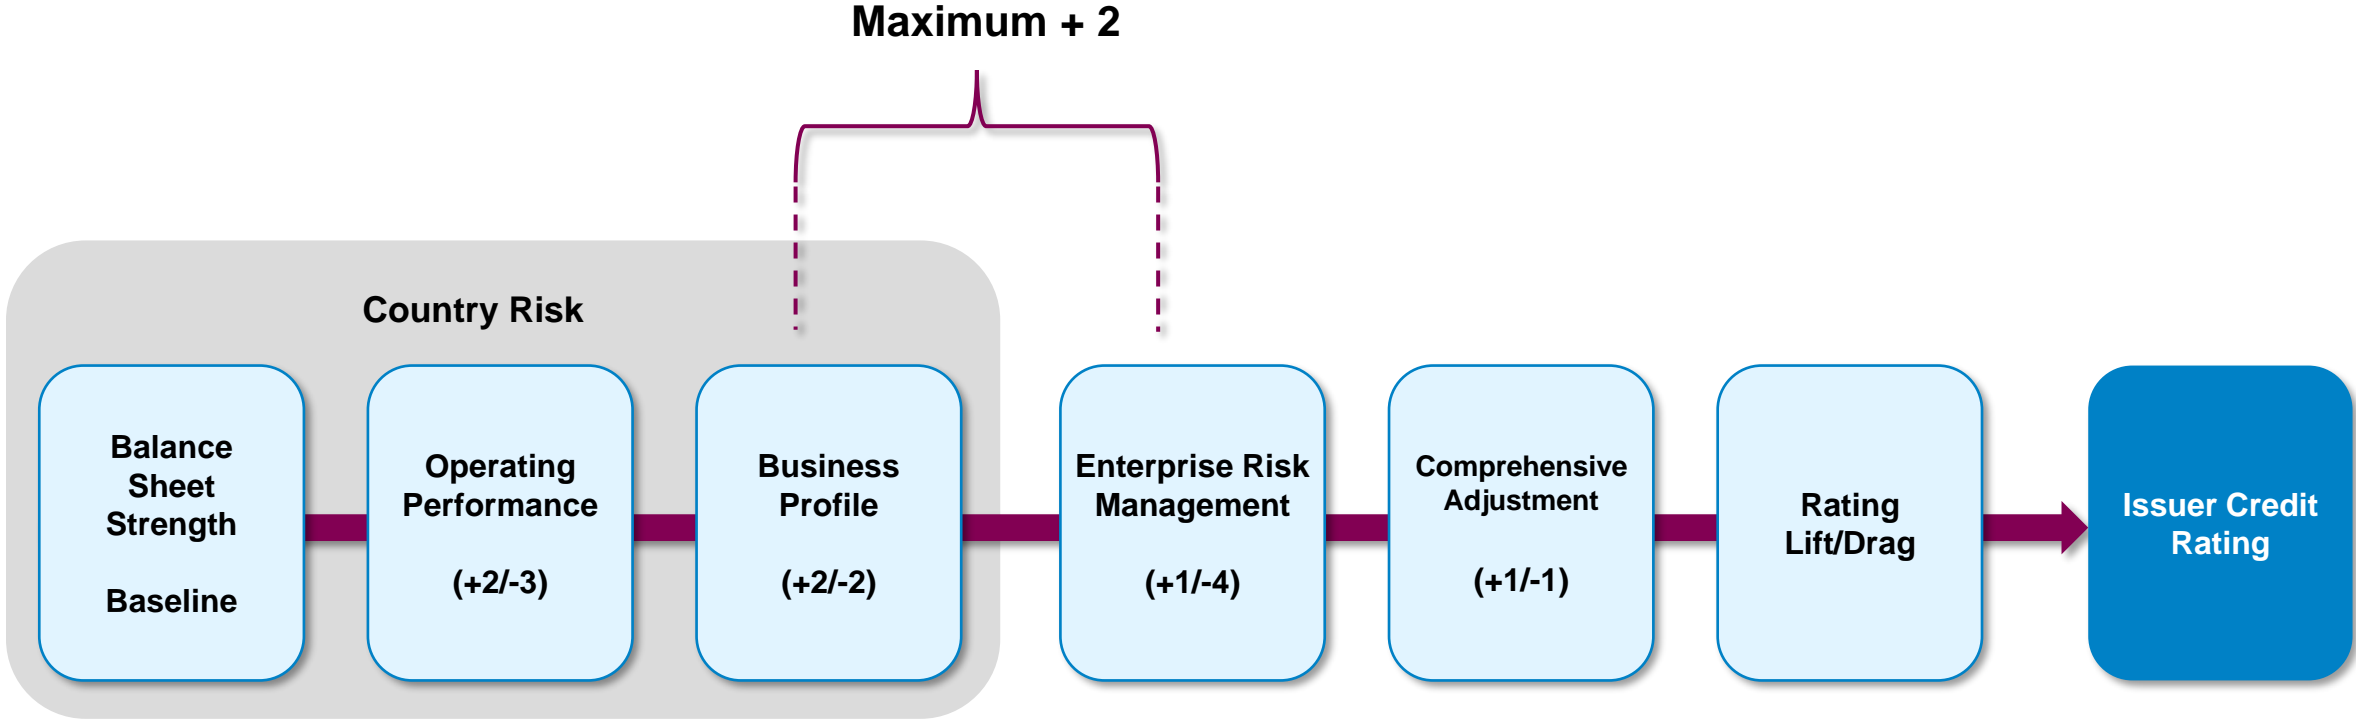 Maximum + 2
Country Risk
Balance
Sheet
Strength
Baseline
Operating
Performance
(+2/-3)
Business
Profile
(+2/-2)
Enterprise Risk
Management
(+1/-4)
Comprehensive
Adjustment
(+1/-1)
Rating
Lift/Drag
Issuer Credit
Rating